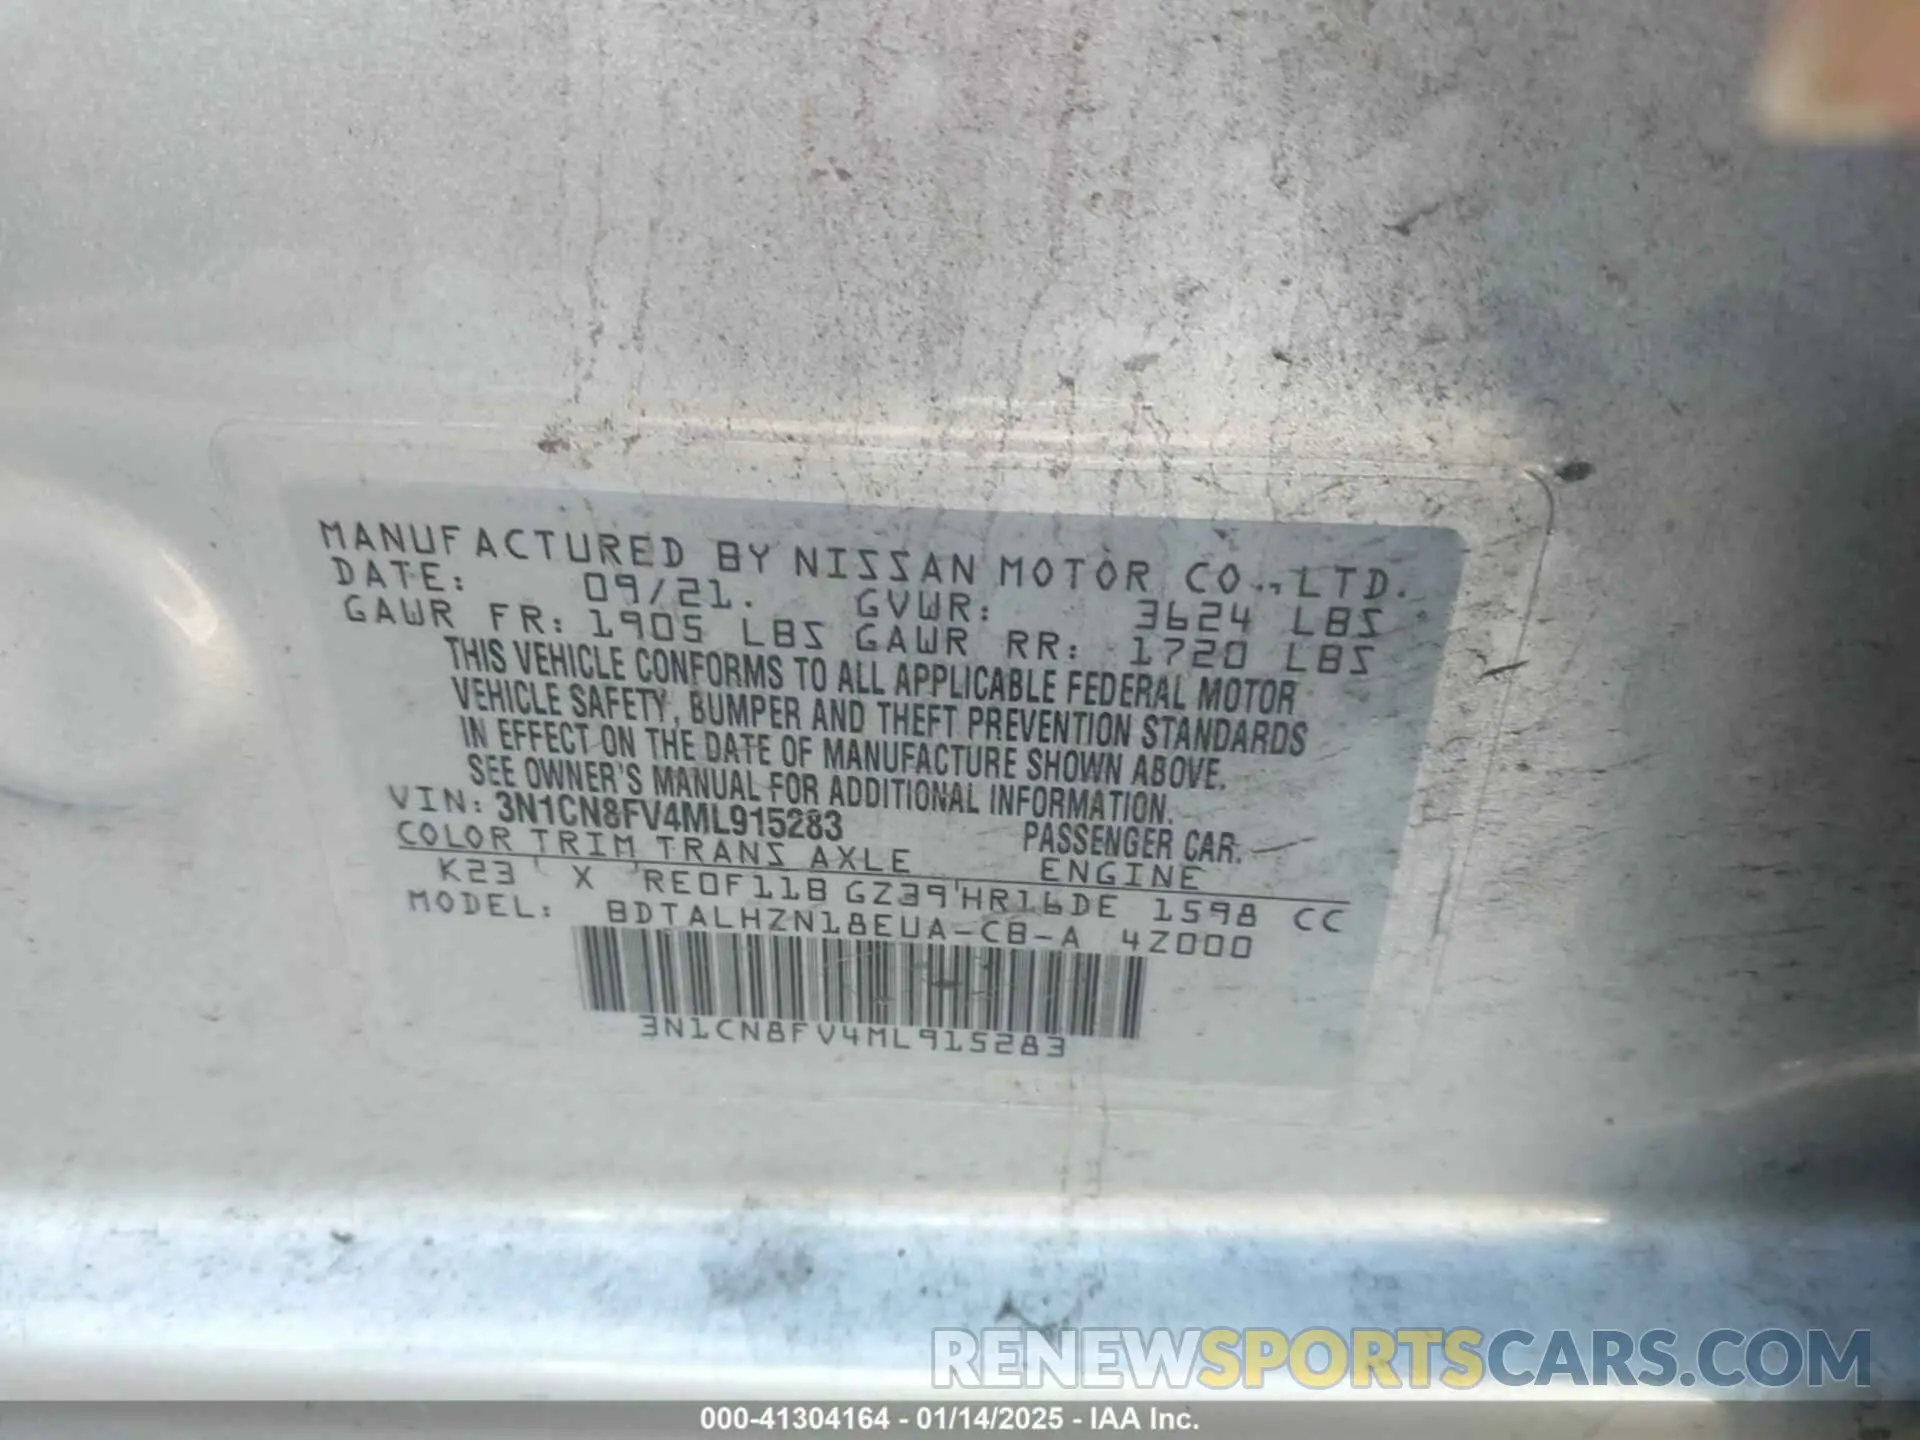 MANUFACTURED BY NISSAN MOTOR CO., LTD.
DATE: 09/21. GVWR: 3624 LBS
GAWR FR: 1905 LBS GAWR RR: 1720 LBS
THIS VEHICLE CONFORMS TO ALL APPLICABLE FEDERAL MOTOR
VEHICLE SAFETY, BUMPER AND THEFT PREVENTION STANDARDS
IN EFFECT ON THE DATE OF MANUFACTURE SHOWN ABOVE.
SEE OWNER'S MANUAL FOR ADDITIONAL INFORMATION.
VIN: 3N1CN8FV4ML915283 PASSENGER CAR.
COLOR TRIM TRANS AXLE ENGINE
K23 X RE0F11B GZ39 HR16DE 1598 CC
MODEL: BDTALHZN18EUA-CB-A 4Z000
3N1CN8FV4ML915283
RENEWSPORTSCARS.COM
000-41304164 - 01/14/2025 - IAA Inc.